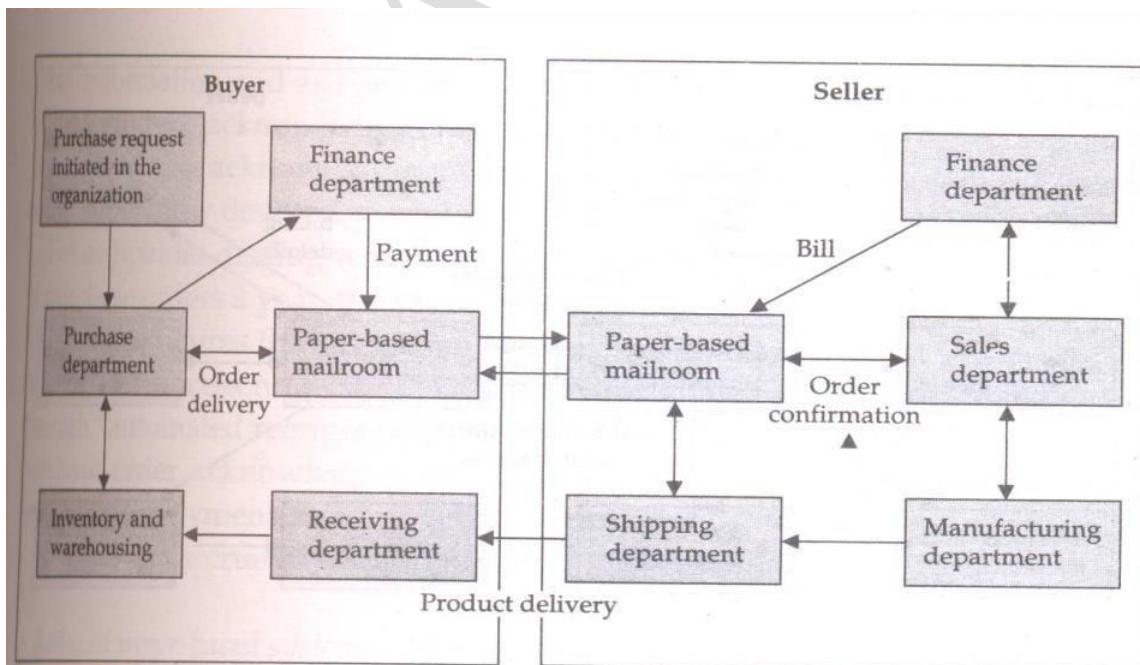 Buyer
Purchase request
initiated in the
organization
Finance
department
Payment
Purchase
department
Order
delivery
Paper-based
mailroom
Inventory and
warehousing
Receiving
department
Product delivery
Seller
Finance
department
Bill
Paper-based
mailroom
Order
confirmation
Sales
department
Shipping
department
Manufacturing
department